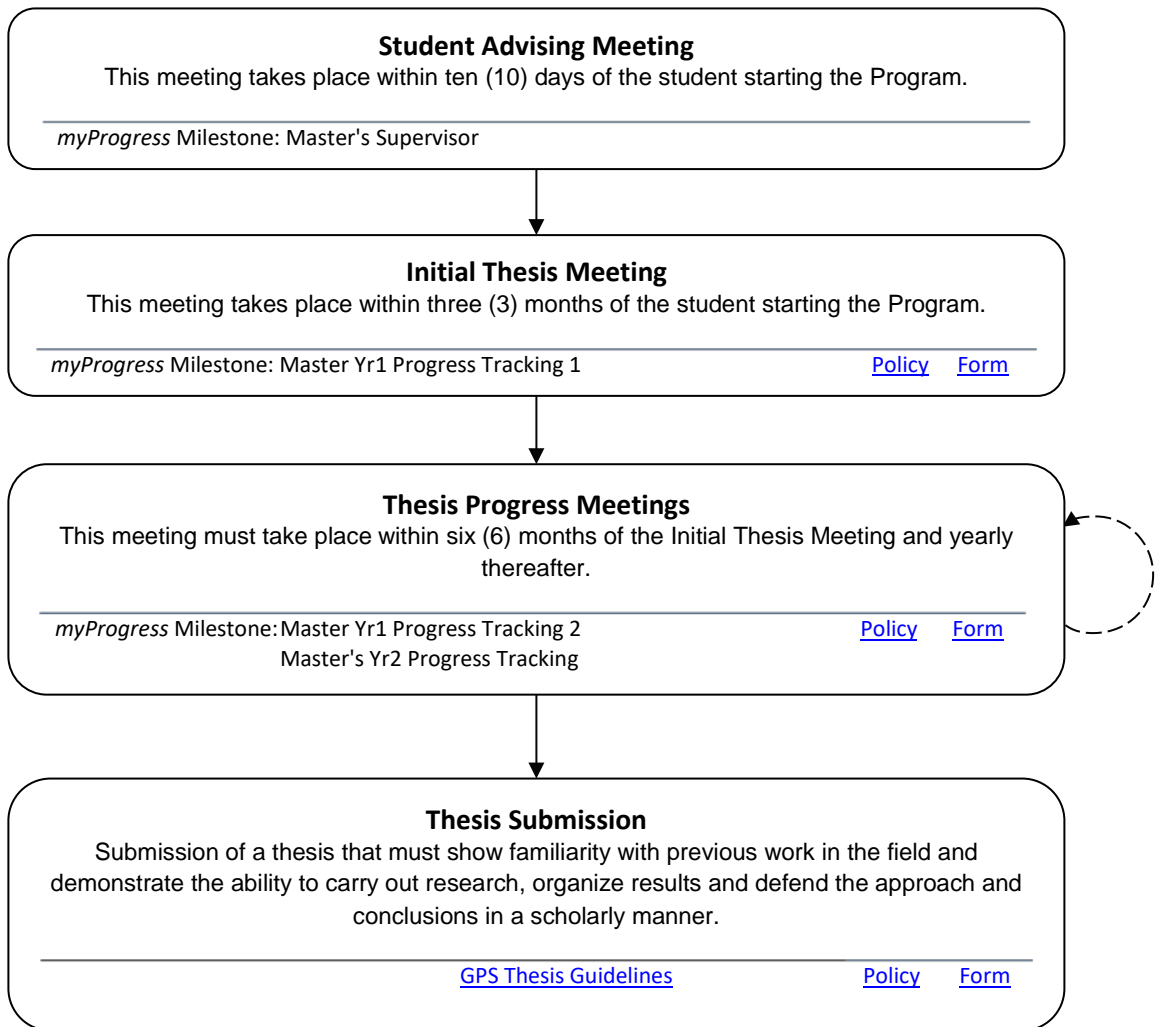 Student Advising Meeting
This meeting takes place within ten (10) days of the student starting the Program.
myProgress Milestone: Master's Supervisor
Initial Thesis Meeting
This meeting takes place within three (3) months of the student starting the Program.
myProgress Milestone: Master Yr1 Progress Tracking 1 Policy Form
Thesis Progress Meetings
This meeting must take place within six (6) months of the Initial Thesis Meeting and yearly
thereafter.
myProgress Milestone: Master Yr1 Progress Tracking 2 Policy Form
Master's Yr2 Progress Tracking
Thesis Submission
Submission of a thesis that must show familiarity with previous work in the field and
demonstrate the ability to carry out research, organize results and defend the approach and
conclusions in a scholarly manner.
GPS Thesis Guidelines Policy Form